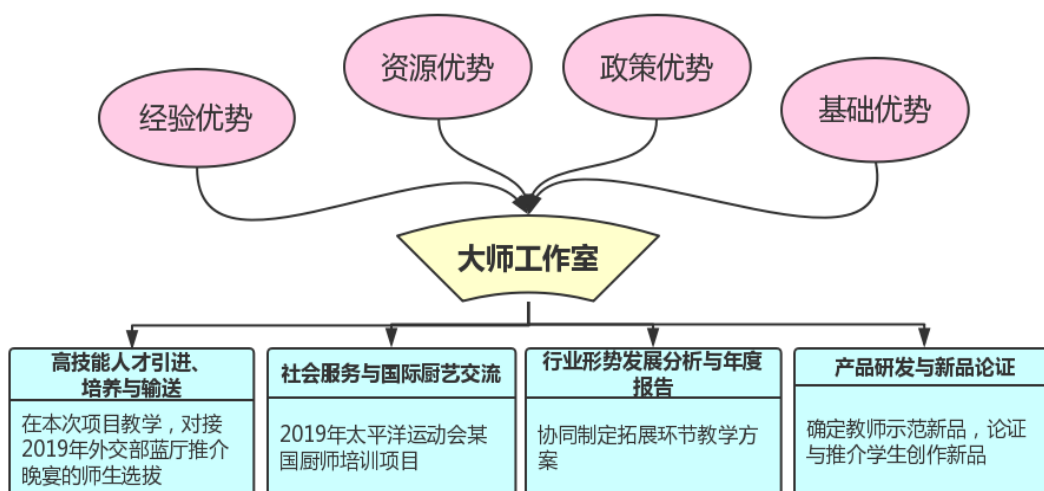 经验优势
资源优势
政策优势
基础优势
大师工作室
高技能人才引进、
培养与输送
在本次项目教学，对接
2019年外交部蓝厅推介
晚宴的师生选拔
社会服务与国际厨艺交流
2019年太平洋运动会某
国厨师培训项目
行业形势发展分析与年度
报告
协同制定拓展环节教学方
案
产品研发与新品论证
确定教师示范新品，论证
与推介学生创作新品